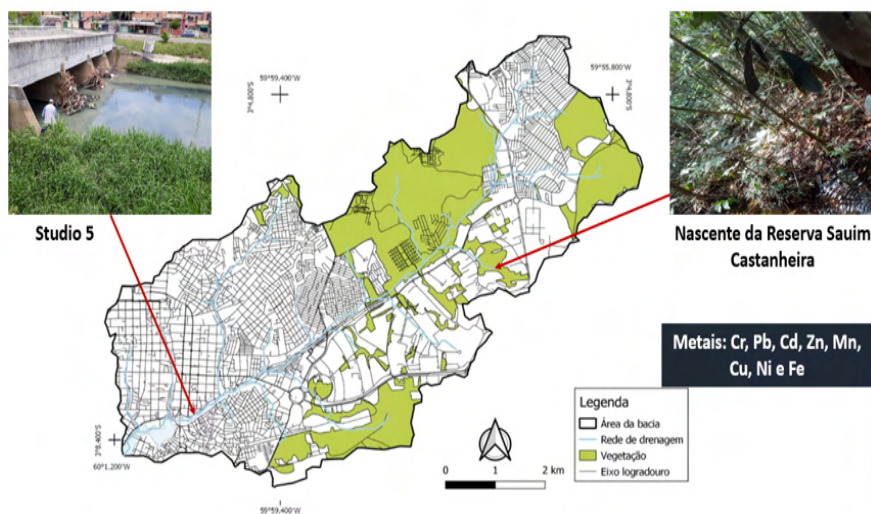 59°59.400'W
3°4.800'S
59°55.800'W
3°4.800'S
Studio 5
Nascente da Reserva Sauim
Castanheira
Metais: Cr, Pb, Cd, Zn, Mn,
Cu, Ni e Fe
Legenda
Área da bacia
Rede de drenagem
Vegetação
Eixo logradouro
3°8.400'S
60°1.200'W
0 1 2 km
59°59.400'W